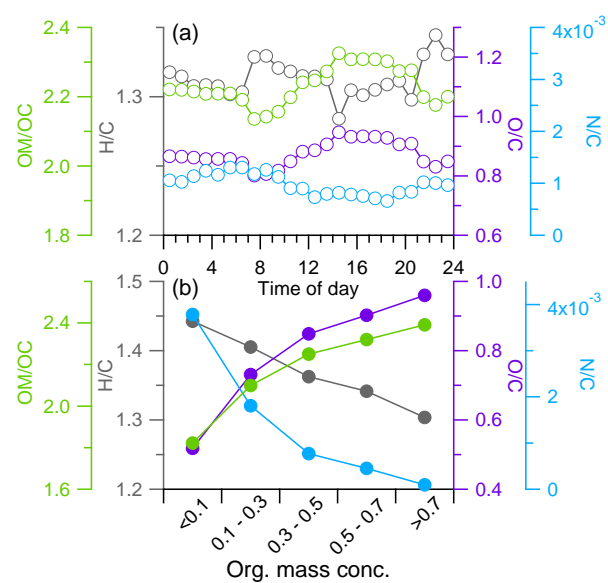 (a)
2.4
2.2
2.0
1.8
OM/OC
1.3
1.2
H/C
1.2
1.0
0.8
0.6
O/C
4x10-3
3
2
1
0
N/C
0 4 8 12 16 20 24
Time of day
(b)
2.4
2.0
1.6
OM/OC
1.5
1.4
1.3
1.2
H/C
1.0
0.8
0.6
0.4
O/C
4x10-3
2
0
N/C
<0.1 0.1 - 0.3 0.3 - 0.5 0.5 - 0.7 >0.7
Org. mass conc.